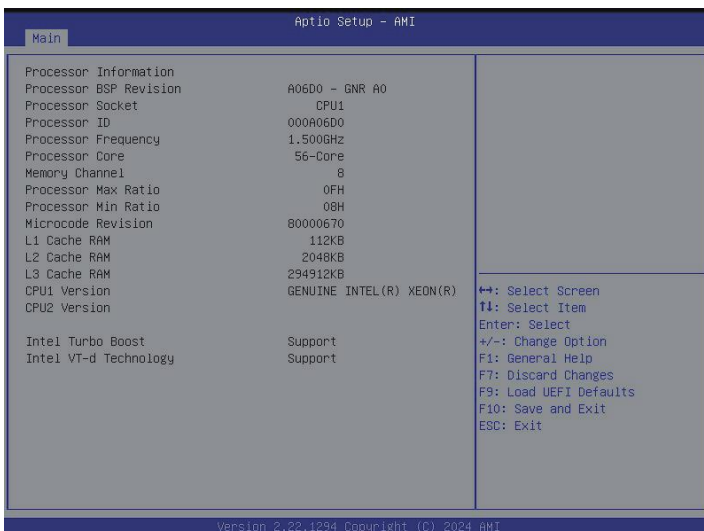 Aptio Setup - AMI
Main
Processor Information
Processor BSP Revision A06D0 - GNR A0
Processor Socket CPU1
Processor ID 000A06D0
Processor Frequency 1.500GHz
Processor Core 56-Core
Memory Channel 8
Processor Max Ratio 0FH
Processor Min Ratio 08H
Microcode Revision 80000670
L1 Cache RAM 112KB
L2 Cache RAM 2048KB
L3 Cache RAM 294912KB
CPU1 Version GENUINE INTEL(R) XEON(R)
CPU2 Version
Intel Turbo Boost Support
Intel VT-d Technology Support
↔: Select Screen
↑↓: Select Item
Enter: Select
+/-: Change Option
F1: General Help
F7: Discard Changes
F9: Load UEFI Defaults
F10: Save and Exit
ESC: Exit
Version 2.22.1294 Copyright (C) 2024 AMI